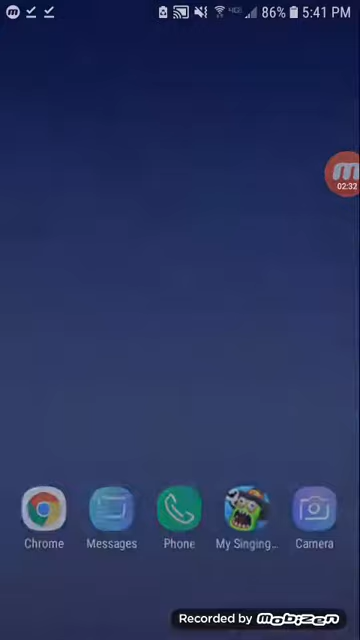 86% 5:41 PM
02:32
Chrome Messages Phone My Singing... Camera
Recorded by mobizen